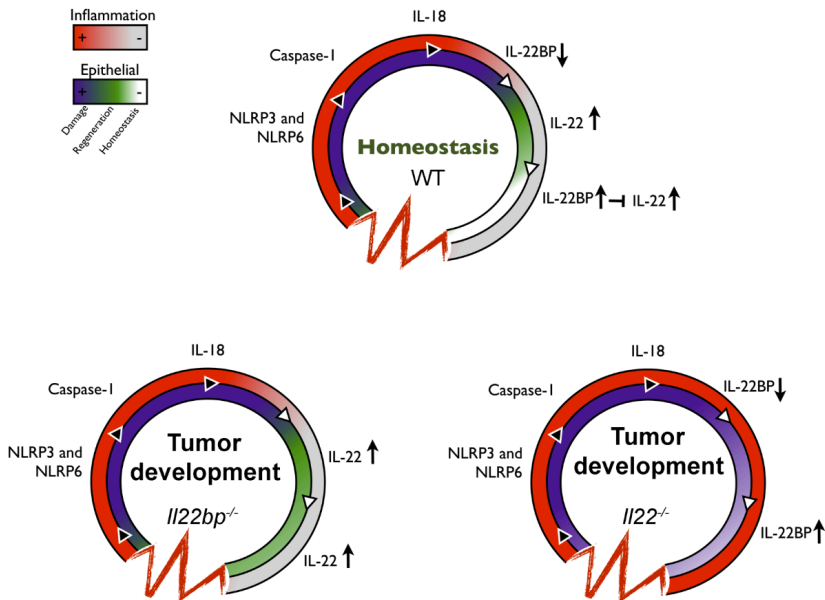 Inflammation
+ -
Epithelial
+ -
Damage
Regeneration
Homeostasis
IL-18
Caspase-1
IL-22BP ↓
NLRP3 and
NLRP6
IL-22 ↑
Homeostasis
WT
IL-22BP ↑ ⊣ IL-22 ↑
IL-18
Caspase-1
NLRP3 and
NLRP6
Tumor
development
IL-22 ↑
Il22bp-/-
IL-22 ↑
IL-18
Caspase-1
IL-22BP ↓
NLRP3 and
NLRP6
Tumor
development
Il22-/-
IL-22BP ↑